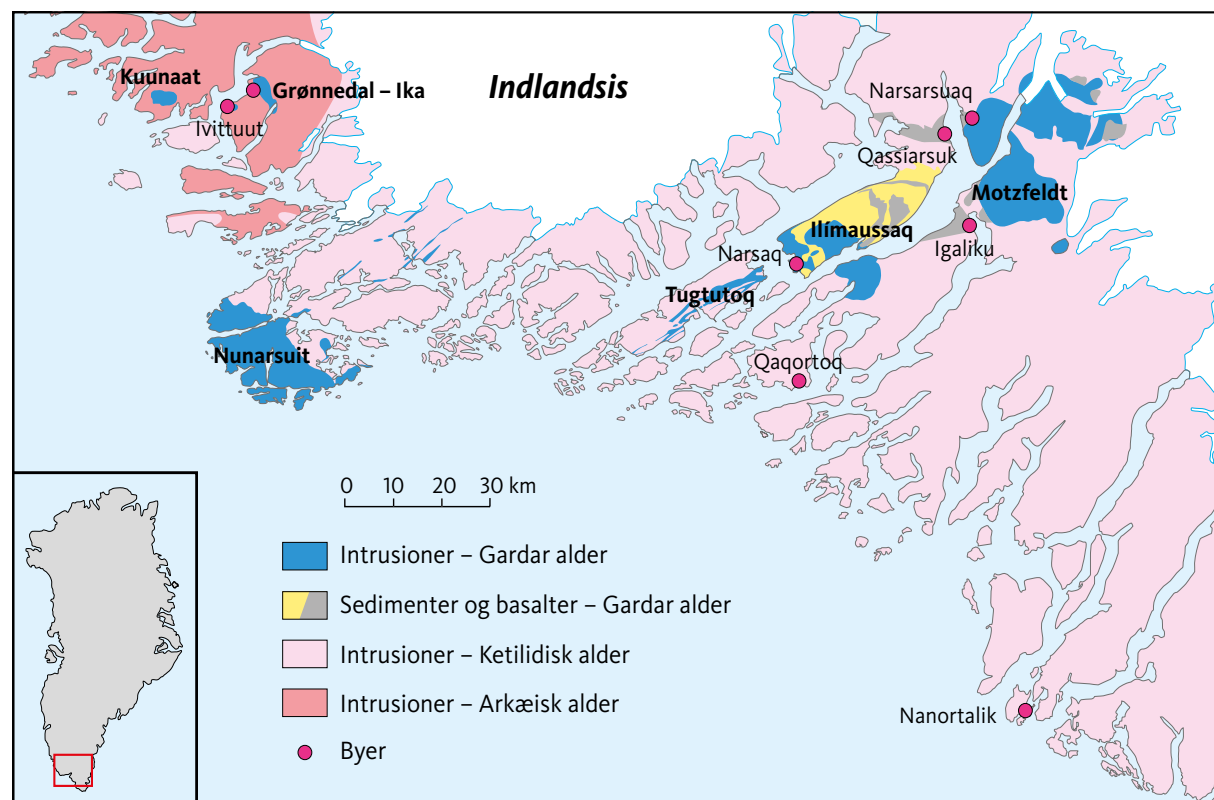 Kuunaat
Grønnedal – Ika
Ivittuut
Indlandsis
Narsarsuaq
Qassiarsuk
Motzfeldt
Ilímaussaq
Igaliku
Narsaq
Tugtutoq
Nunarsuit
Qaqortoq
0 10 20 30 km
Intrusioner – Gardar alder
Sedimenter og basalter – Gardar alder
Intrusioner – Ketilidisk alder
Intrusioner – Arkæisk alder
Byer
Nanortalik